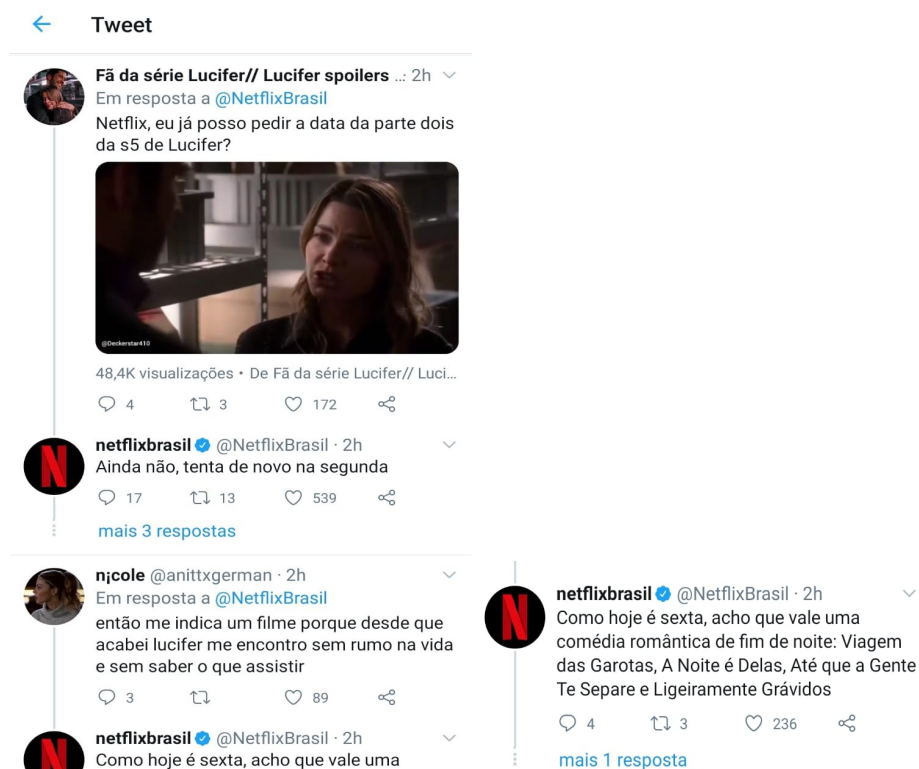 Tweet
Fã da série Lucifer// Lucifer spoilers ..: 2h
Em resposta a @NetflixBrasil
Netflix, eu já posso pedir a data da parte dois
da s5 de Lucifer?
@Deckerstar410
48,4K visualizações • De Fã da série Lucifer// Luci...
4 3 172
netflixbrasil @NetflixBrasil · 2h
Ainda não, tenta de novo na segunda
17 13 539
mais 3 respostas
n¡cole @anittxgerman · 2h
Em resposta a @NetflixBrasil
então me indica um filme porque desde que
acabei lucifer me encontro sem rumo na vida
e sem saber o que assistir
3 89
netflixbrasil @NetflixBrasil · 2h
Como hoje é sexta, acho que vale uma
netflixbrasil @NetflixBrasil · 2h
Como hoje é sexta, acho que vale uma
comédia romântica de fim de noite: Viagem
das Garotas, A Noite é Delas, Até que a Gente
Te Separe e Ligeiramente Grávidos
4 3 236
mais 1 resposta